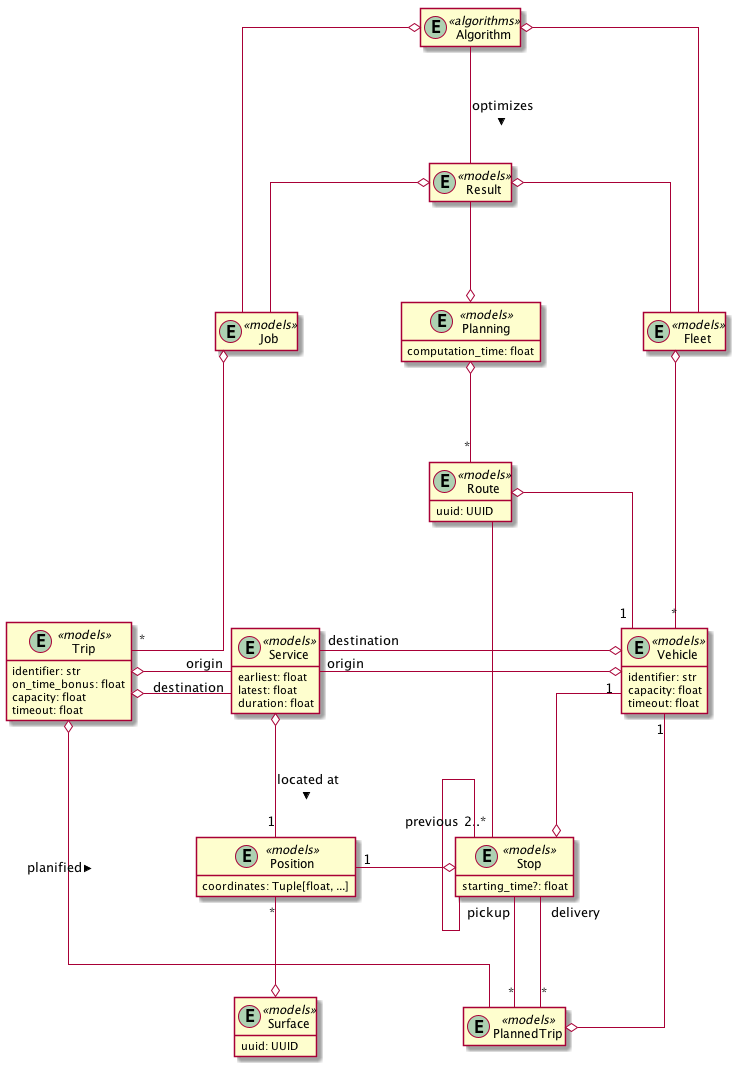 E «algorithms»
Algorithm
optimizes
▼
E «models»
Result
E «models»
Job
E «models»
Planning
computation_time: float
E «models»
Fleet
*
E «models»
Route
uuid: UUID
1
*
E «models»
Trip
identifier: str
on_time_bonus: float
capacity: float
timeout: float
*
origin
destination
E «models»
Service
earliest: float
latest: float
duration: float
destination
origin
E «models»
Vehicle
identifier: str
capacity: float
timeout: float
1
1
located at
▼
1
previous 2..*
planified►
E «models»
Position
coordinates: Tuple[float, ...]
1
E «models»
Stop
starting_time?: float
*
pickup
delivery
*
*
E «models»
Surface
uuid: UUID
E «models»
PlannedTrip